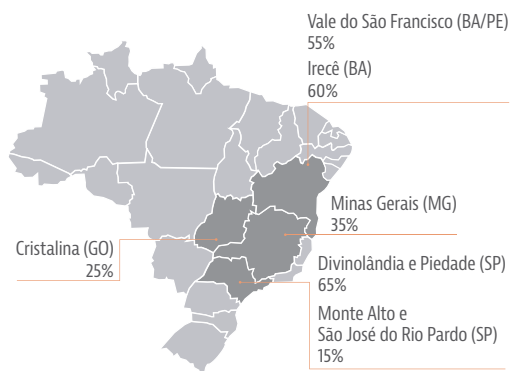 Vale do São Francisco (BA/PE)
55%
Irecê (BA)
60%
Minas Gerais (MG)
35%
Cristalina (GO)
25%
Divinolândia e Piedade (SP)
65%
Monte Alto e
São José do Rio Pardo (SP)
15%